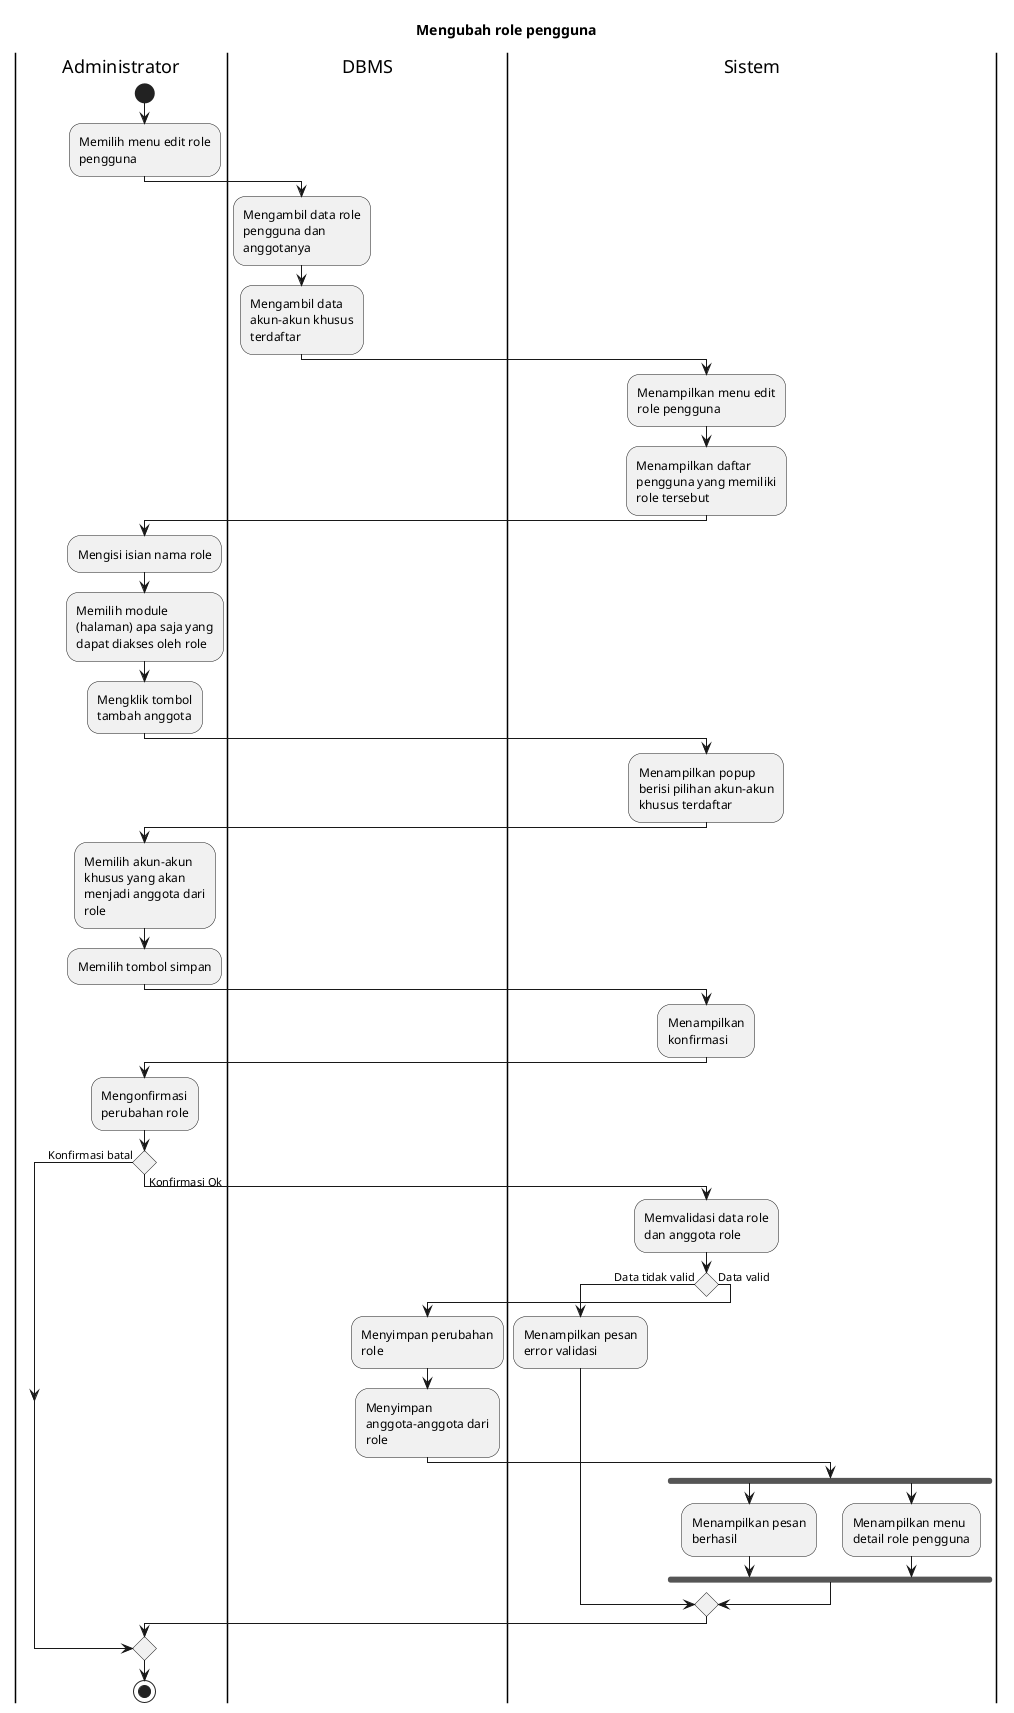 Mengubah role pengguna
Administrator
DBMS
Sistem
Memilih menu edit role
pengguna
Mengambil data role
pengguna dan
anggotanya
Mengambil data
akun-akun khusus
terdaftar
Menampilkan menu edit
role pengguna
Menampilkan daftar
pengguna yang memiliki
role tersebut
Mengisi isian nama role
Memilih module
(halaman) apa saja yang
dapat diakses oleh role
Mengklik tombol
tambah anggota
Menampilkan popup
berisi pilihan akun-akun
khusus terdaftar
Memilih akun-akun
khusus yang akan
menjadi anggota dari
role
Memilih tombol simpan
Menampilkan
konfirmasi
Mengonfirmasi
perubahan role
Konfirmasi batal
Konfirmasi Ok
Memvalidasi data role
dan anggota role
Data tidak valid
Data valid
Menyimpan perubahan
role
Menampilkan pesan
error validasi
Menyimpan
anggota-anggota dari
role
Menampilkan pesan
berhasil
Menampilkan menu
detail role pengguna